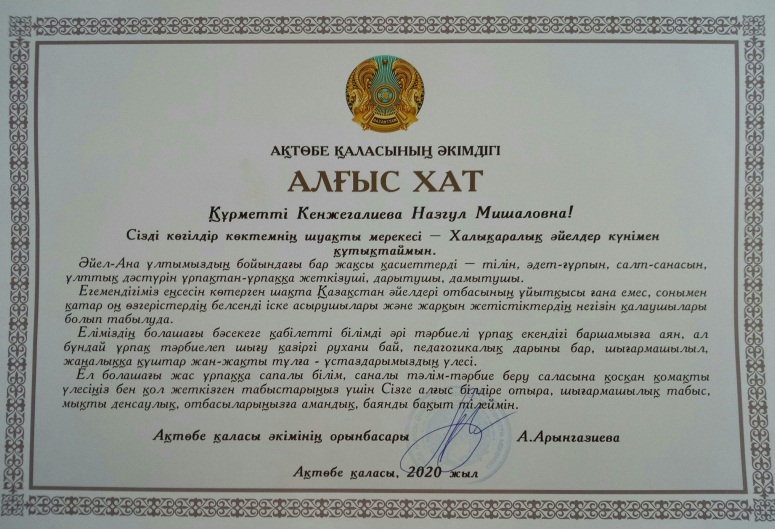 АҚТӨБЕ ҚАЛАСЫНЫҢ ӘКІМДІГІ
АЛҒЫС ХАТ
Құрметті Кенжегалиева Назгул Мишаловна!
Сізді көгілдір көктемнің шуақты мерекесі – Халықаралық әйелдер күнімен
құтықтаймын.
Әйел-Ана ұлтымыздың бойындағы бар жақсы қасиеттерді – тілін, әдет-ғұрпын, салт-санасын,
ұлттық дәстүрін ұрпақтан-ұрпаққа жеткізуші, дарытушы, дамытушы.
Егемендігіміз еңсесін көтерген шақта Қазақстан әйелдері отбасының ұйытқысы ғана емес, сонымен
қатар оң өзгерістердің белсенді іске асырушылары және жарқын жетістіктердің негізін қалаушылары
болып табылуда.
Еліміздің болашағы бәсекеге қабілетті білімді әрі тәрбиелі ұрпақ екендігі баршамызға аян, ал
бұндай ұрпақ тәрбиелеп шығу қазіргі рухани бай, педагогикалық дарыны бар, шығармашылыл,
жаңалыққа құштар жан-жақты тұлға - ұстаздарымыздың үлесі.
Ел болашағы жас ұрпаққа сапалы білім, саналы тәлім-тәрбие беру саласына қосқан қомақты
үлесіңіз бен қол жеткізген табыстарыңыз үшін Сізге алғыс білдіре отыра, шығармашылық табыс,
мықты денсаулық, отбасыларыңызға амандық, баянды бақыт тілеймін.
Ақтөбе қаласы әкімінің орынбасары А.Арынгазиева
Ақтөбе қаласы, 2020 жыл